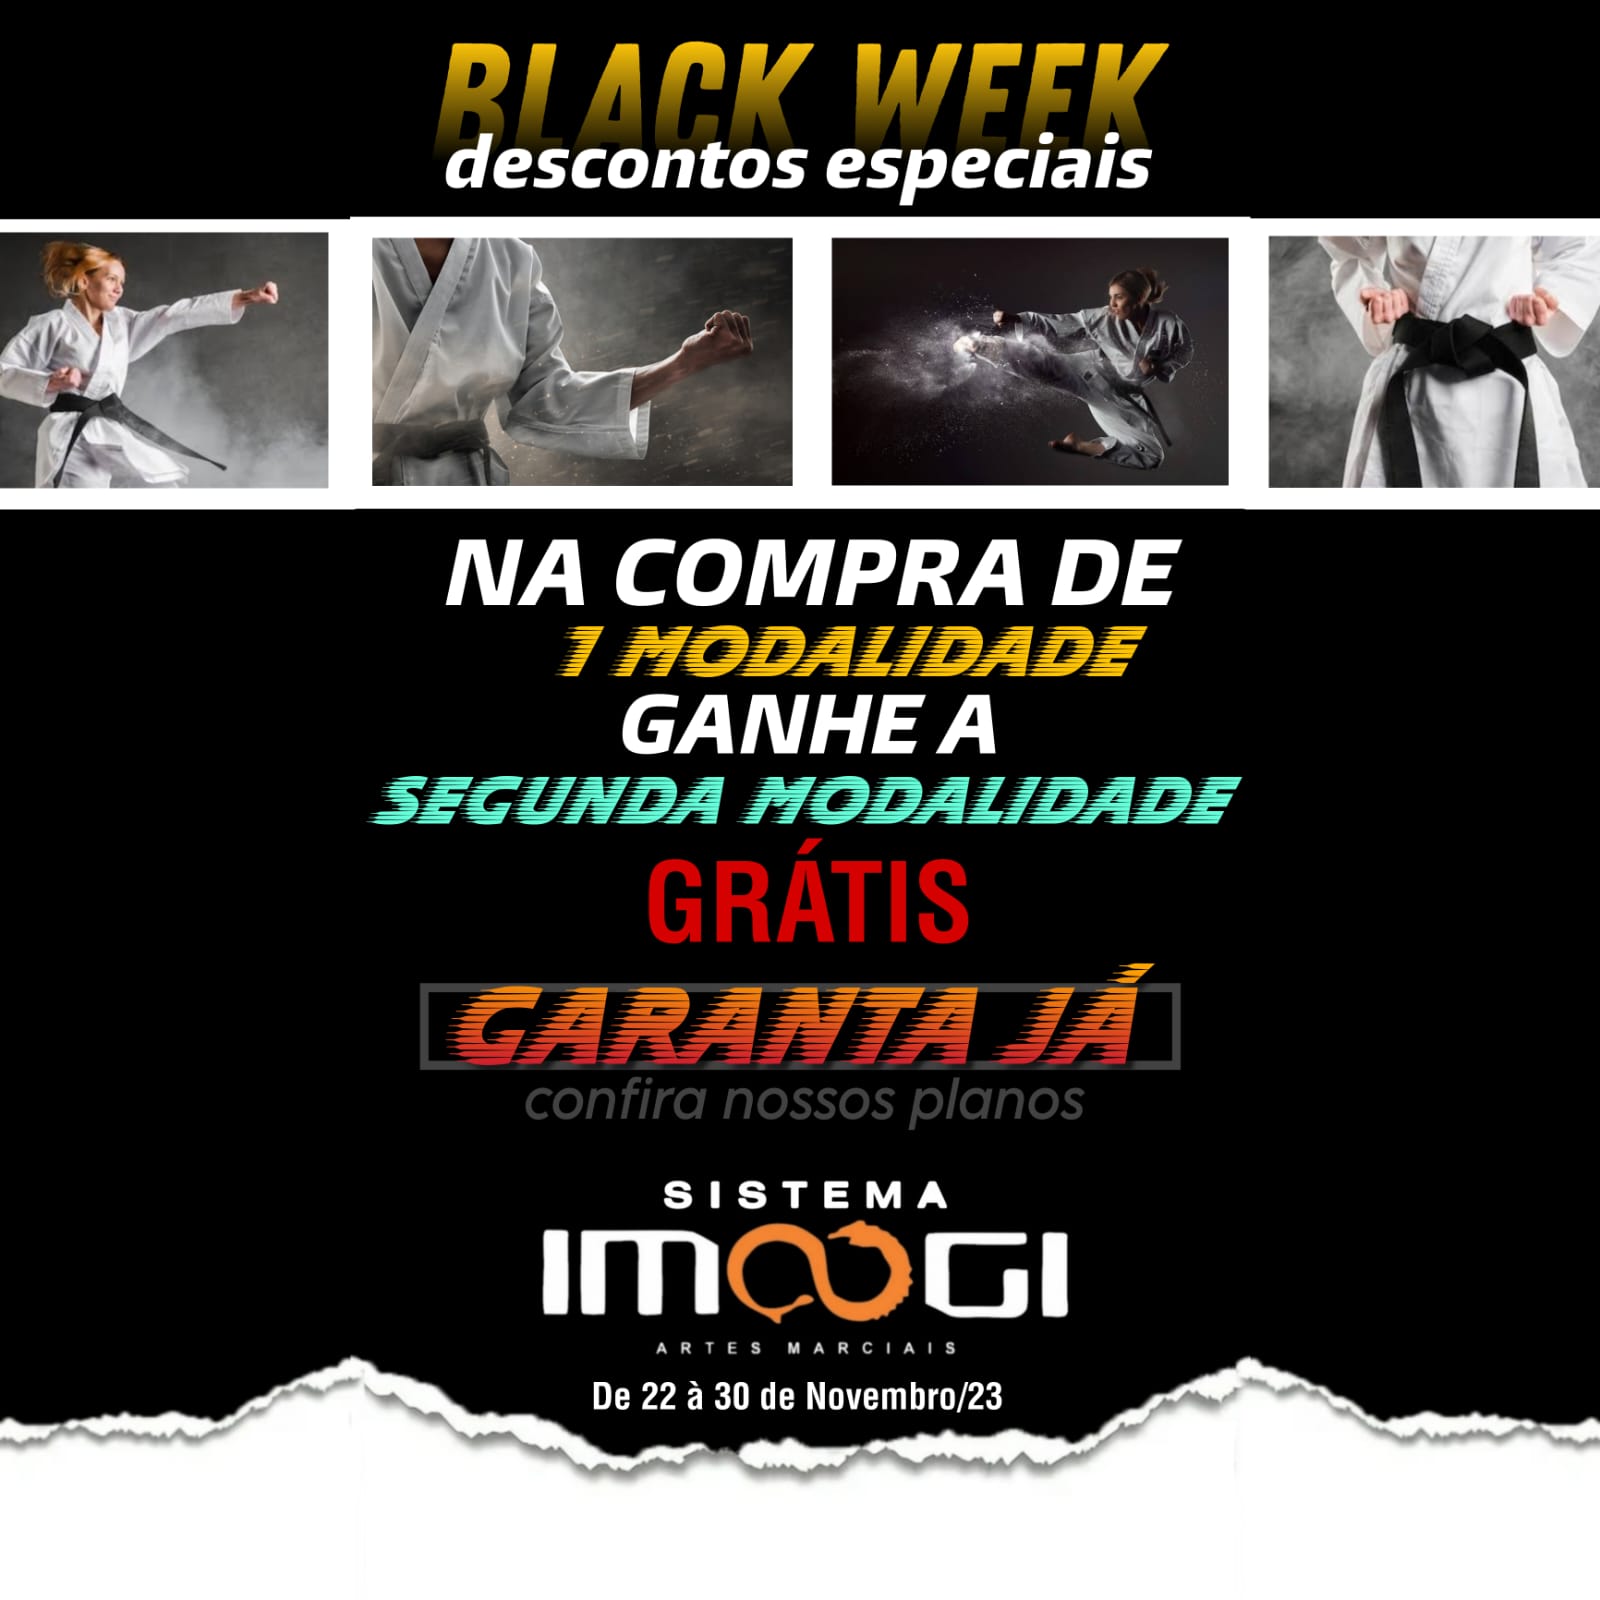 BLACK WEEK
descontos especiais
NA COMPRA DE
1 MODALIDADE
GANHE A
SEGUNDA MODALIDADE
GRÁTIS
GARANTA JÁ
confira nossos planos
SISTEMA
IMOOGI
ARTES MARCIAIS
De 22 à 30 de Novembro/23